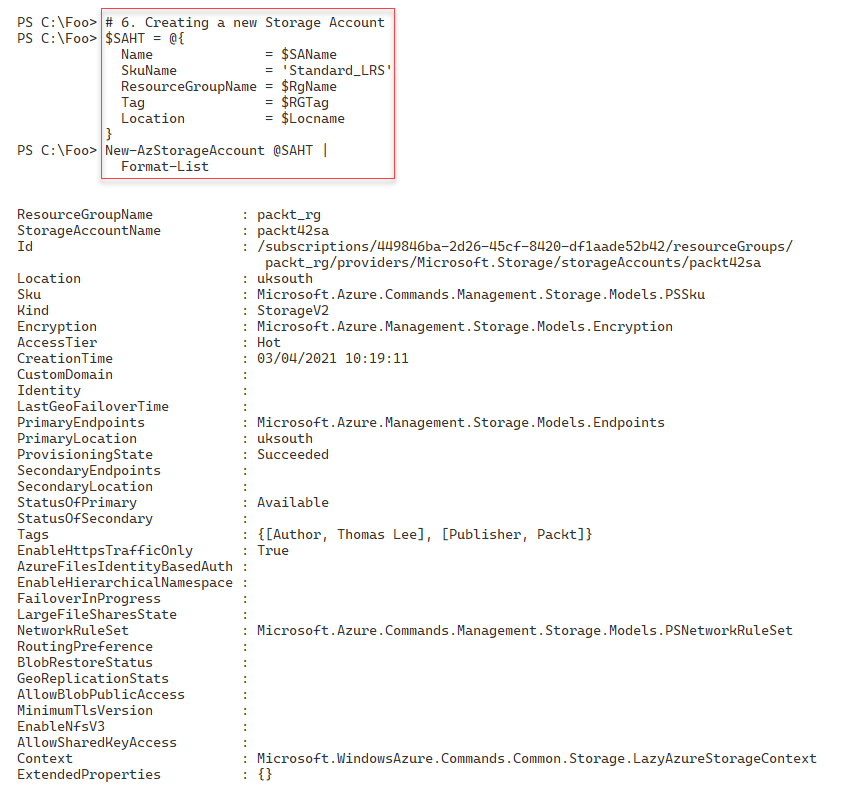 PS C:\Foo> # 6. Creating a new Storage Account
PS C:\Foo> $SAHT = @{
  Name              = $SAName
  SkuName           = 'Standard_LRS'
  ResourceGroupName = $RgName
  Tag               = $RGTag
  Location          = $Locname
}
PS C:\Foo> New-AzStorageAccount @SAHT |
  Format-List
ResourceGroupName           : packt_rg
StorageAccountName          : packt42sa
Id                          : /subscriptions/449846ba-2d26-45cf-8420-df1aade52b42/resourceGroups/
                               packt_rg/providers/Microsoft.Storage/storageAccounts/packt42sa
Location                    : uksouth
Sku                         : Microsoft.Azure.Commands.Management.Storage.Models.PSSku
Kind                        : StorageV2
Encryption                  : Microsoft.Azure.Management.Storage.Models.Encryption
AccessTier                  : Hot
CreationTime                : 03/04/2021 10:19:11
CustomDomain                :
Identity                    :
LastGeoFailoverTime         :
PrimaryEndpoints            : Microsoft.Azure.Management.Storage.Models.Endpoints
PrimaryLocation             : uksouth
ProvisioningState           : Succeeded
SecondaryEndpoints          :
SecondaryLocation           :
StatusOfPrimary             : Available
StatusOfSecondary           :
Tags                        : {[Author, Thomas Lee], [Publisher, Packt]}
EnableHttpsTrafficOnly      : True
AzureFilesIdentityBasedAuth :
EnableHierarchicalNamespace :
FailoverInProgress          :
LargeFileSharesState        :
NetworkRuleSet              : Microsoft.Azure.Commands.Management.Storage.Models.PSNetworkRuleSet
RoutingPreference           :
BlobRestoreStatus           :
GeoReplicationStats         :
AllowBlobPublicAccess       :
MinimumTlsVersion           :
EnableNfsV3                 :
AllowSharedKeyAccess        :
Context                     : Microsoft.WindowsAzure.Commands.Common.Storage.LazyAzureStorageContext
ExtendedProperties          : {}